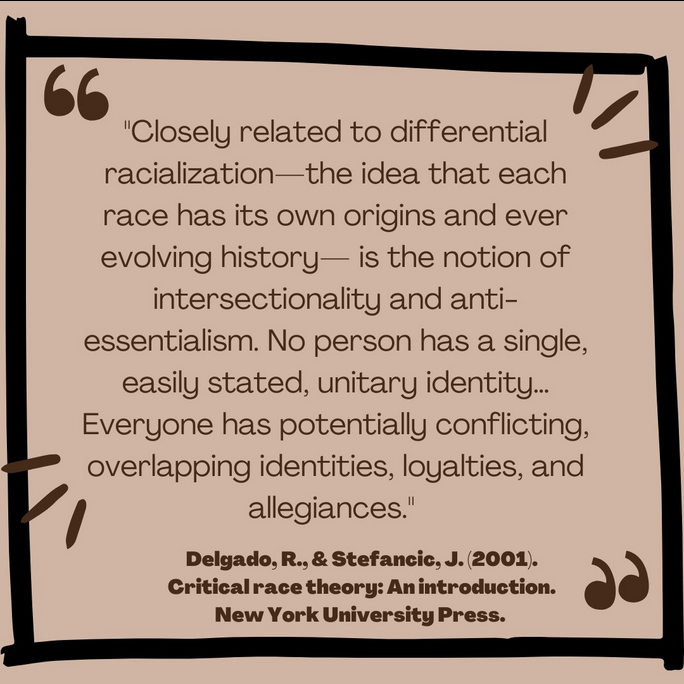 "Closely related to differential
racialization—the idea that each
race has its own origins and ever
evolving history— is the notion of
intersectionality and anti-
essentialism. No person has a single,
easily stated, unitary identity...
Everyone has potentially conflicting,
overlapping identities, loyalties, and
allegiances."
Delgado, R., & Stefancic, J. (2001).
Critical race theory: An introduction.
New York University Press.